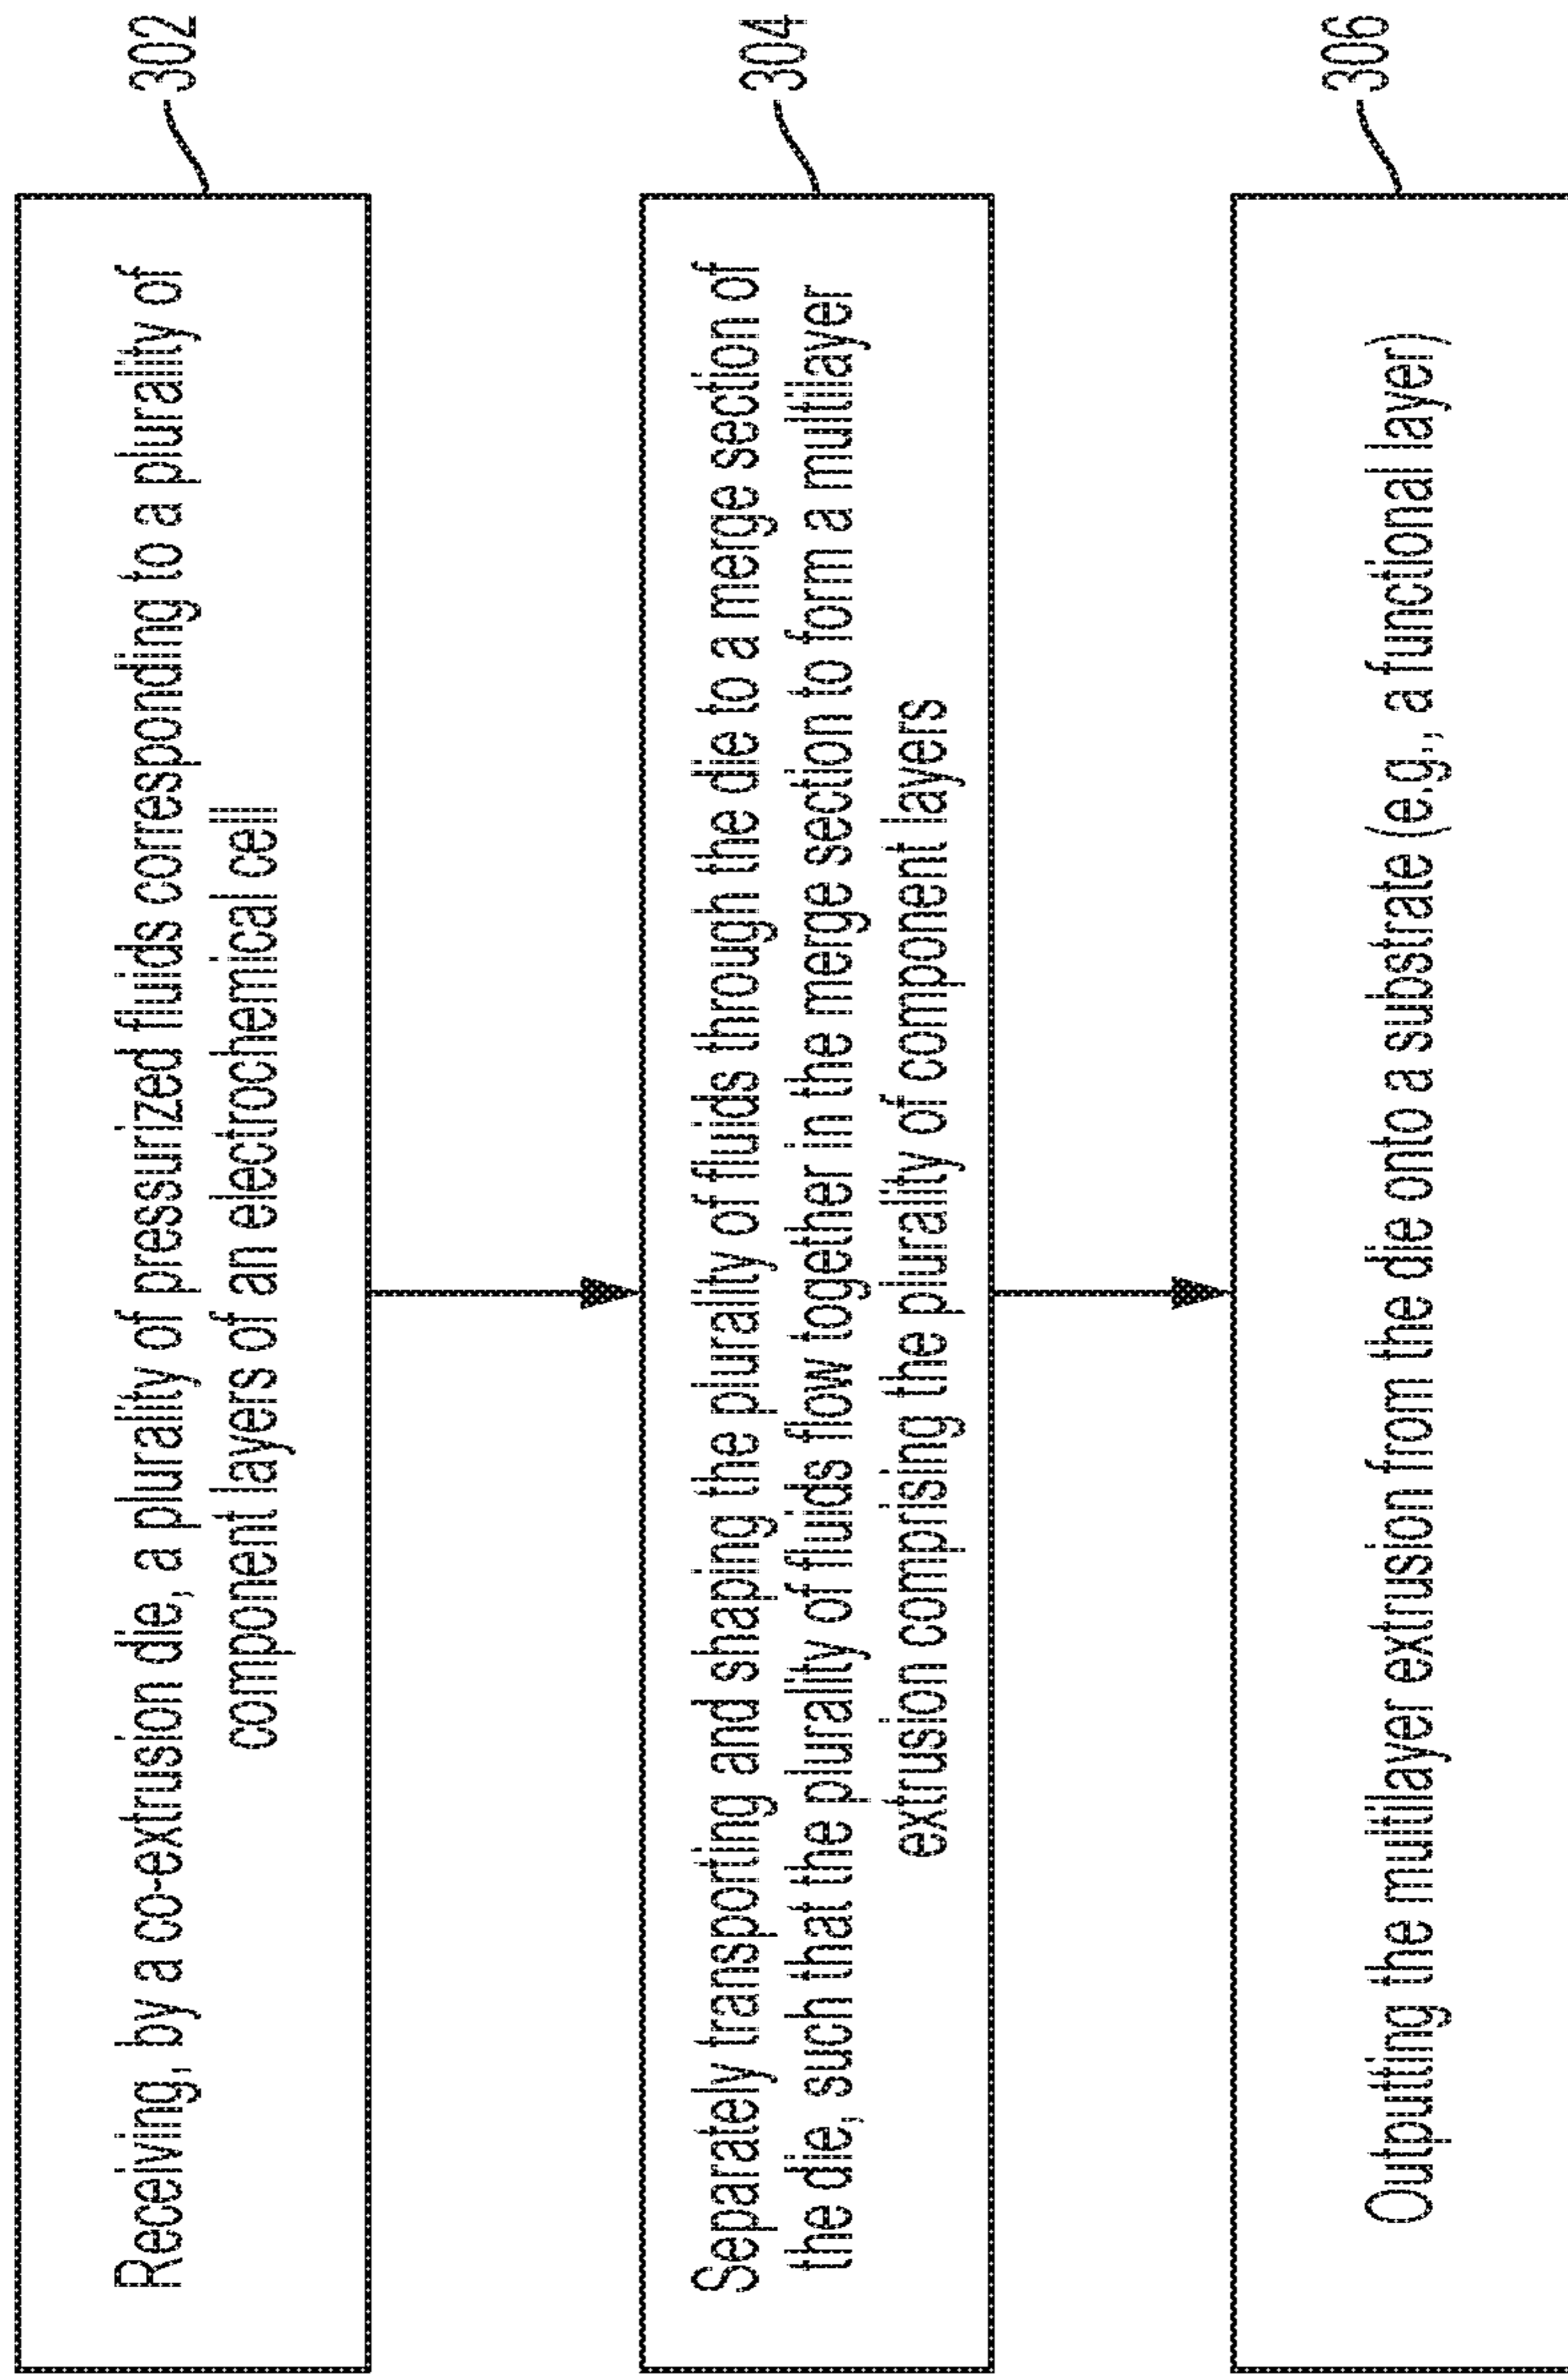 Receiving, by a co-extrusion die, a plurality of pressurized fluids corresponding to a plurality of
component layers of an electrochemical cell
302
Separately transporting and shaping the plurality of fluids through the die to a merge section of
the die, such that the plurality of fluids flow together in the merge section to form a multilayer
extrusion comprising the plurality of component layers
304
Outputting the multilayer extrusion from the die onto a substrate (e.g., a functional layer)
306